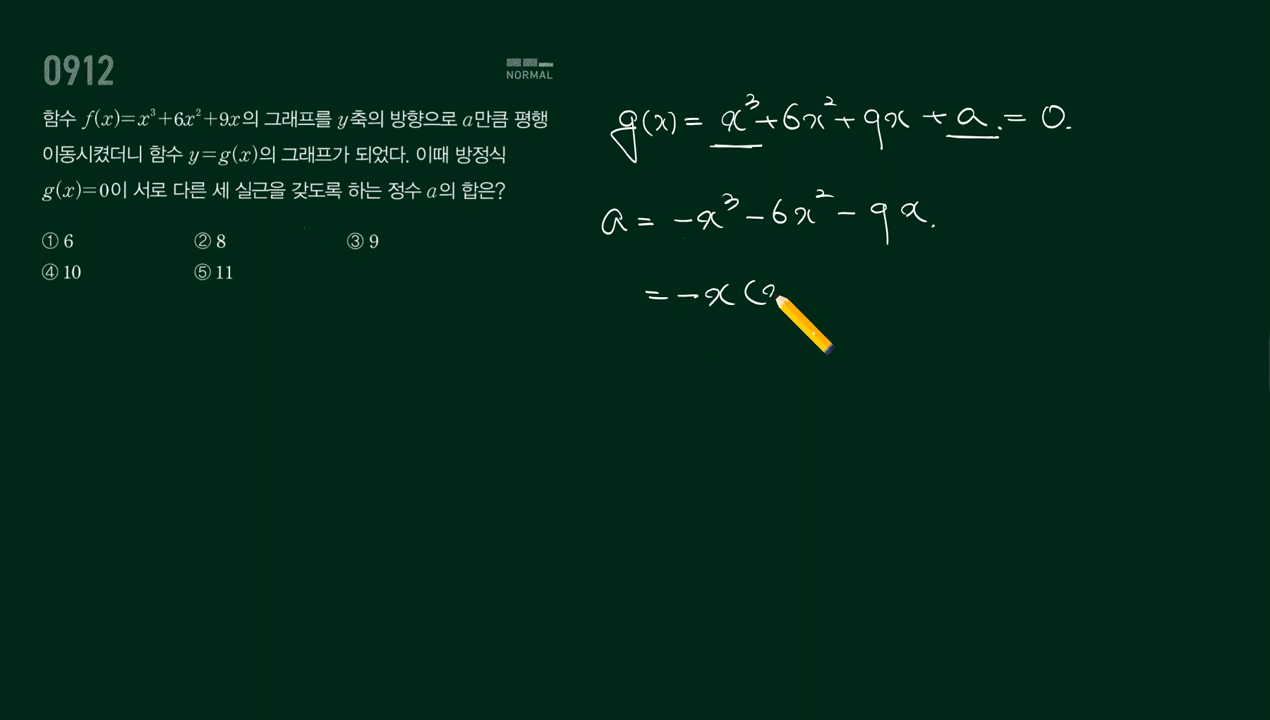 0912
NORMAL
함수 f(x)=x³+6x²+9x의 그래프를 y축의 방향으로 a만큼 평행
이동시켰더니 함수 y=g(x)의 그래프가 되었다. 이때 방정식
g(x)=0이 서로 다른 세 실근을 갖도록 하는 정수 a의 합은?
① 6 ② 8 ③ 9
④ 10 ⑤ 11
g(x) = x³+6x²+9x+a.=0.
a = -x³-6x²-9x.
= -x(